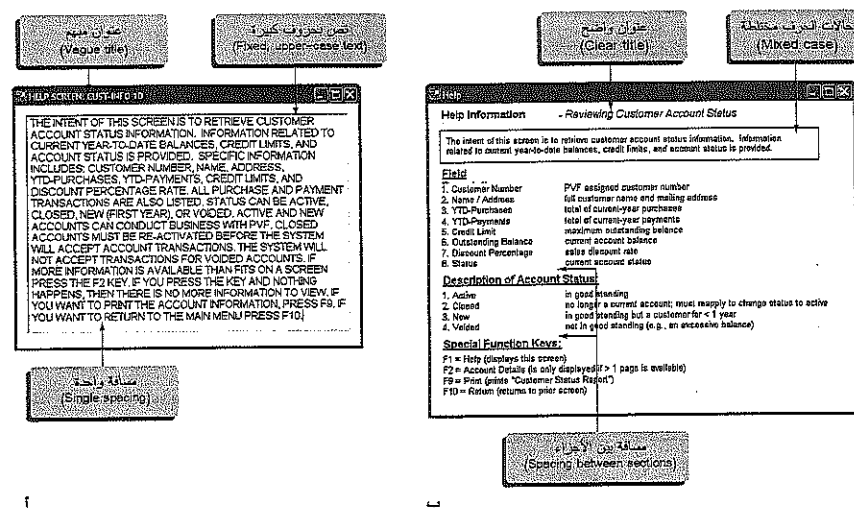 عنوان مبهم
(Vague title)
نص بحروف كبيرة
(Fixed, upper-case text)
HELP SCREEN: CUST-INFO 10
THE INTENT OF THIS SCREEN IS TO RETRIEVE CUSTOMER
ACCOUNT STATUS INFORMATION. INFORMATION RELATED TO
CURRENT YEAR-TO-DATE BALANCES, CREDIT LIMITS, AND
ACCOUNT STATUS IS PROVIDED. SPECIFIC INFORMATION
INCLUDES: CUSTOMER NUMBER, NAME, ADDRESS,
YTD-PURCHASES, YTD-PAYMENTS, CREDIT LIMITS, AND
DISCOUNT PERCENTAGE RATE. ALL PURCHASE AND PAYMENT
TRANSACTIONS ARE ALSO LISTED. STATUS CAN BE ACTIVE,
CLOSED, NEW (FIRST YEAR), OR VOIDED. ACTIVE AND NEW
ACCOUNTS CAN CONDUCT BUSINESS WITH PVF. CLOSED
ACCOUNTS MUST BE RE-ACTIVATED BEFORE THE SYSTEM
WILL ACCEPT ACCOUNT TRANSACTIONS. THE SYSTEM WILL
NOT ACCEPT TRANSACTIONS FOR VOIDED ACCOUNTS. IF
MORE INFORMATION IS AVAILABLE THAN FITS ON A SCREEN
PRESS THE F2 KEY. IF YOU PRESS THE KEY AND NOTHING
HAPPENS, THEN THERE IS NO MORE INFORMATION TO VIEW. IF
YOU WANT TO PRINT THE ACCOUNT INFORMATION, PRESS F9. IF
YOU WANT TO RETURN TO THE MAIN MENU PRESS F10.
مسافة واحدة
(Single spacing)
أ
عنوان واضح
(Clear title)
حالات احرف مختلطة
(Mixed case)
Help
Help Information - Reviewing Customer Account Status
The intent of this screen is to retrieve customer account status information. Information
related to current year-to-date balances, credit limits, and account status is provided.
Field
1. Customer Number PVF assigned customer number
2. Name / Address full customer name and mailing address
3. YTD-Purchases total of current-year purchases
4. YTD-Payments total of current-year payments
5. Credit Limit maximum outstanding balance
6. Outstanding Balance current account balance
7. Discount Percentage sales discount rate
8. Status current account status
Description of Account Status:
1. Active in good standing
2. Closed no longer a current account; must reapply to change status to active
3. New in good standing but a customer for < 1 year
4. Voided not in good standing (e.g., an excessive balance)
Special Function Keys:
F1 = Help (displays this screen)
F2 = Account Details (is only displayed if > 1 page is available)
F9 = Print (prints "Customer Status Report")
F10 = Return (returns to prior screen)
مسافة بين الأجزاء
(Spacing between sections)
ب